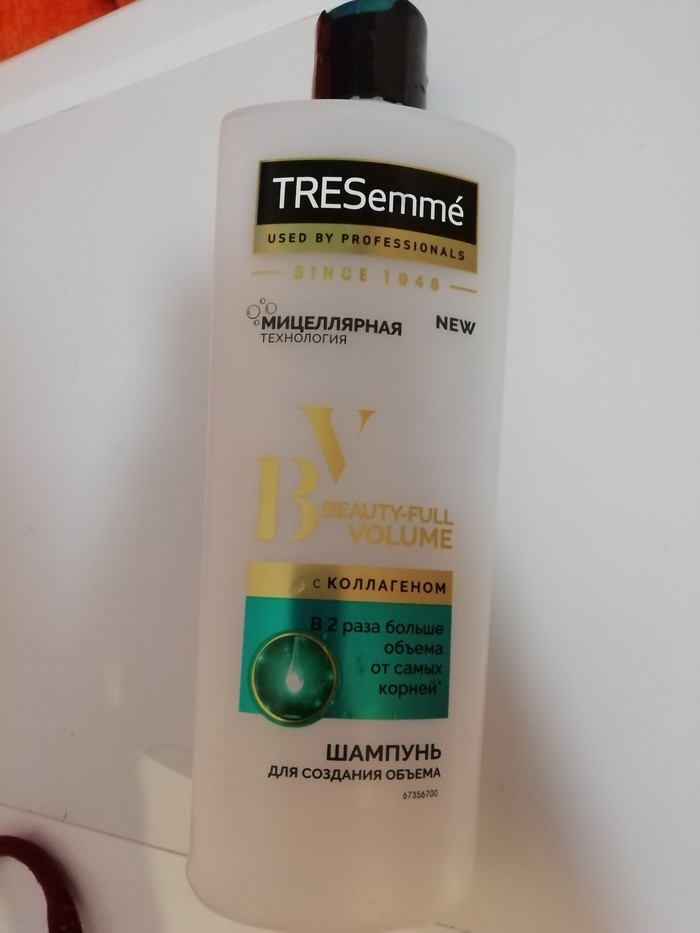 TRESemmé
USED BY PROFESSIONALS
SINCE 1948
МИЦЕЛЛЯРНАЯ
ТЕХНОЛОГИЯ
NEW
BV
BEAUTY-FULL
VOLUME
С КОЛЛАГЕНОМ
В 2 раза больше
объема
от самых
корней*
ШАМПУНЬ
ДЛЯ СОЗДАНИЯ ОБЪЕМА
67356700